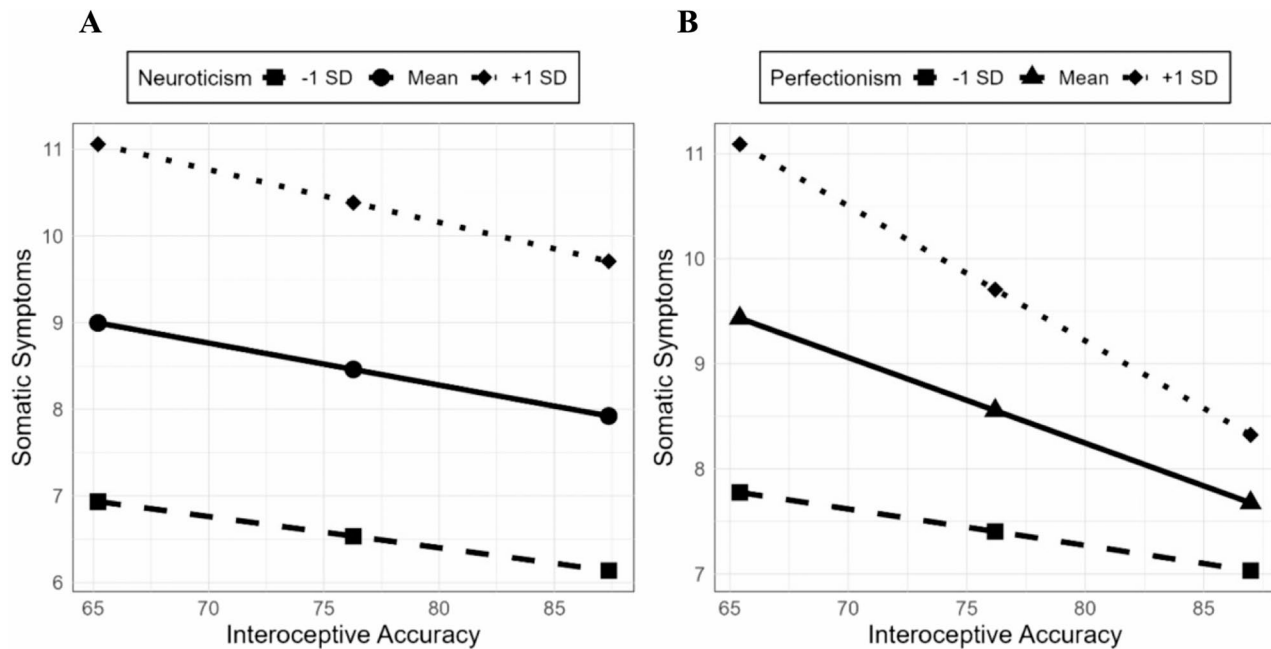 A
Neuroticism -1 SD Mean +1 SD
11
10
9
8
7
6
Somatic Symptoms
65 70 75 80 85
Interoceptive Accuracy
B
Perfectionism -1 SD Mean +1 SD
11
10
9
8
7
Somatic Symptoms
65 70 75 80 85
Interoceptive Accuracy